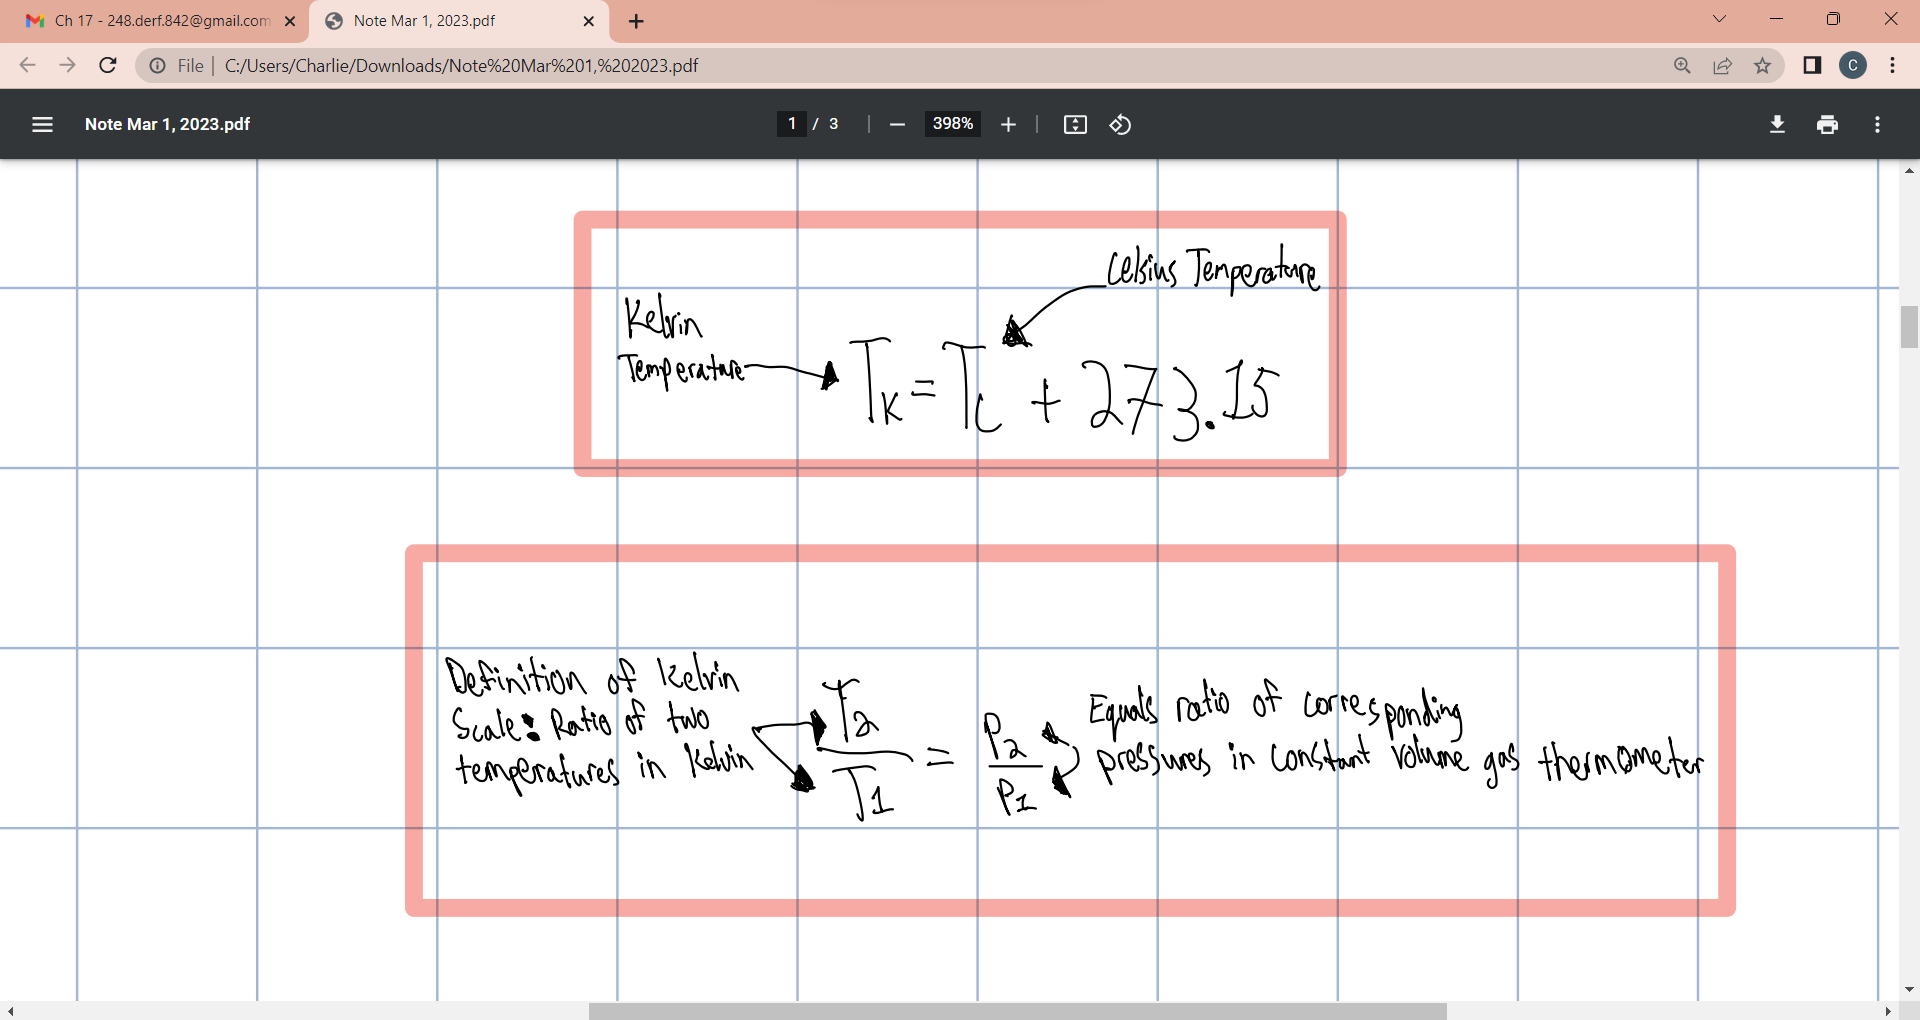 Ch 17 - 248.derf.842@gmail.com
Note Mar 1, 2023.pdf
File | C:/Users/Charlie/Downloads/Note%20Mar%201,%202023.pdf
C
Note Mar 1, 2023.pdf
1 / 3
398%
Celsius Temperature
Kelvin
Temperature
T_K = T_C + 273.15
Definition of Kelvin
Scale: Ratio of two
temperatures in Kelvin
T_2 / T_1 = P_2 / P_1
Equals ratio of corresponding
pressures in constant volume gas thermometer